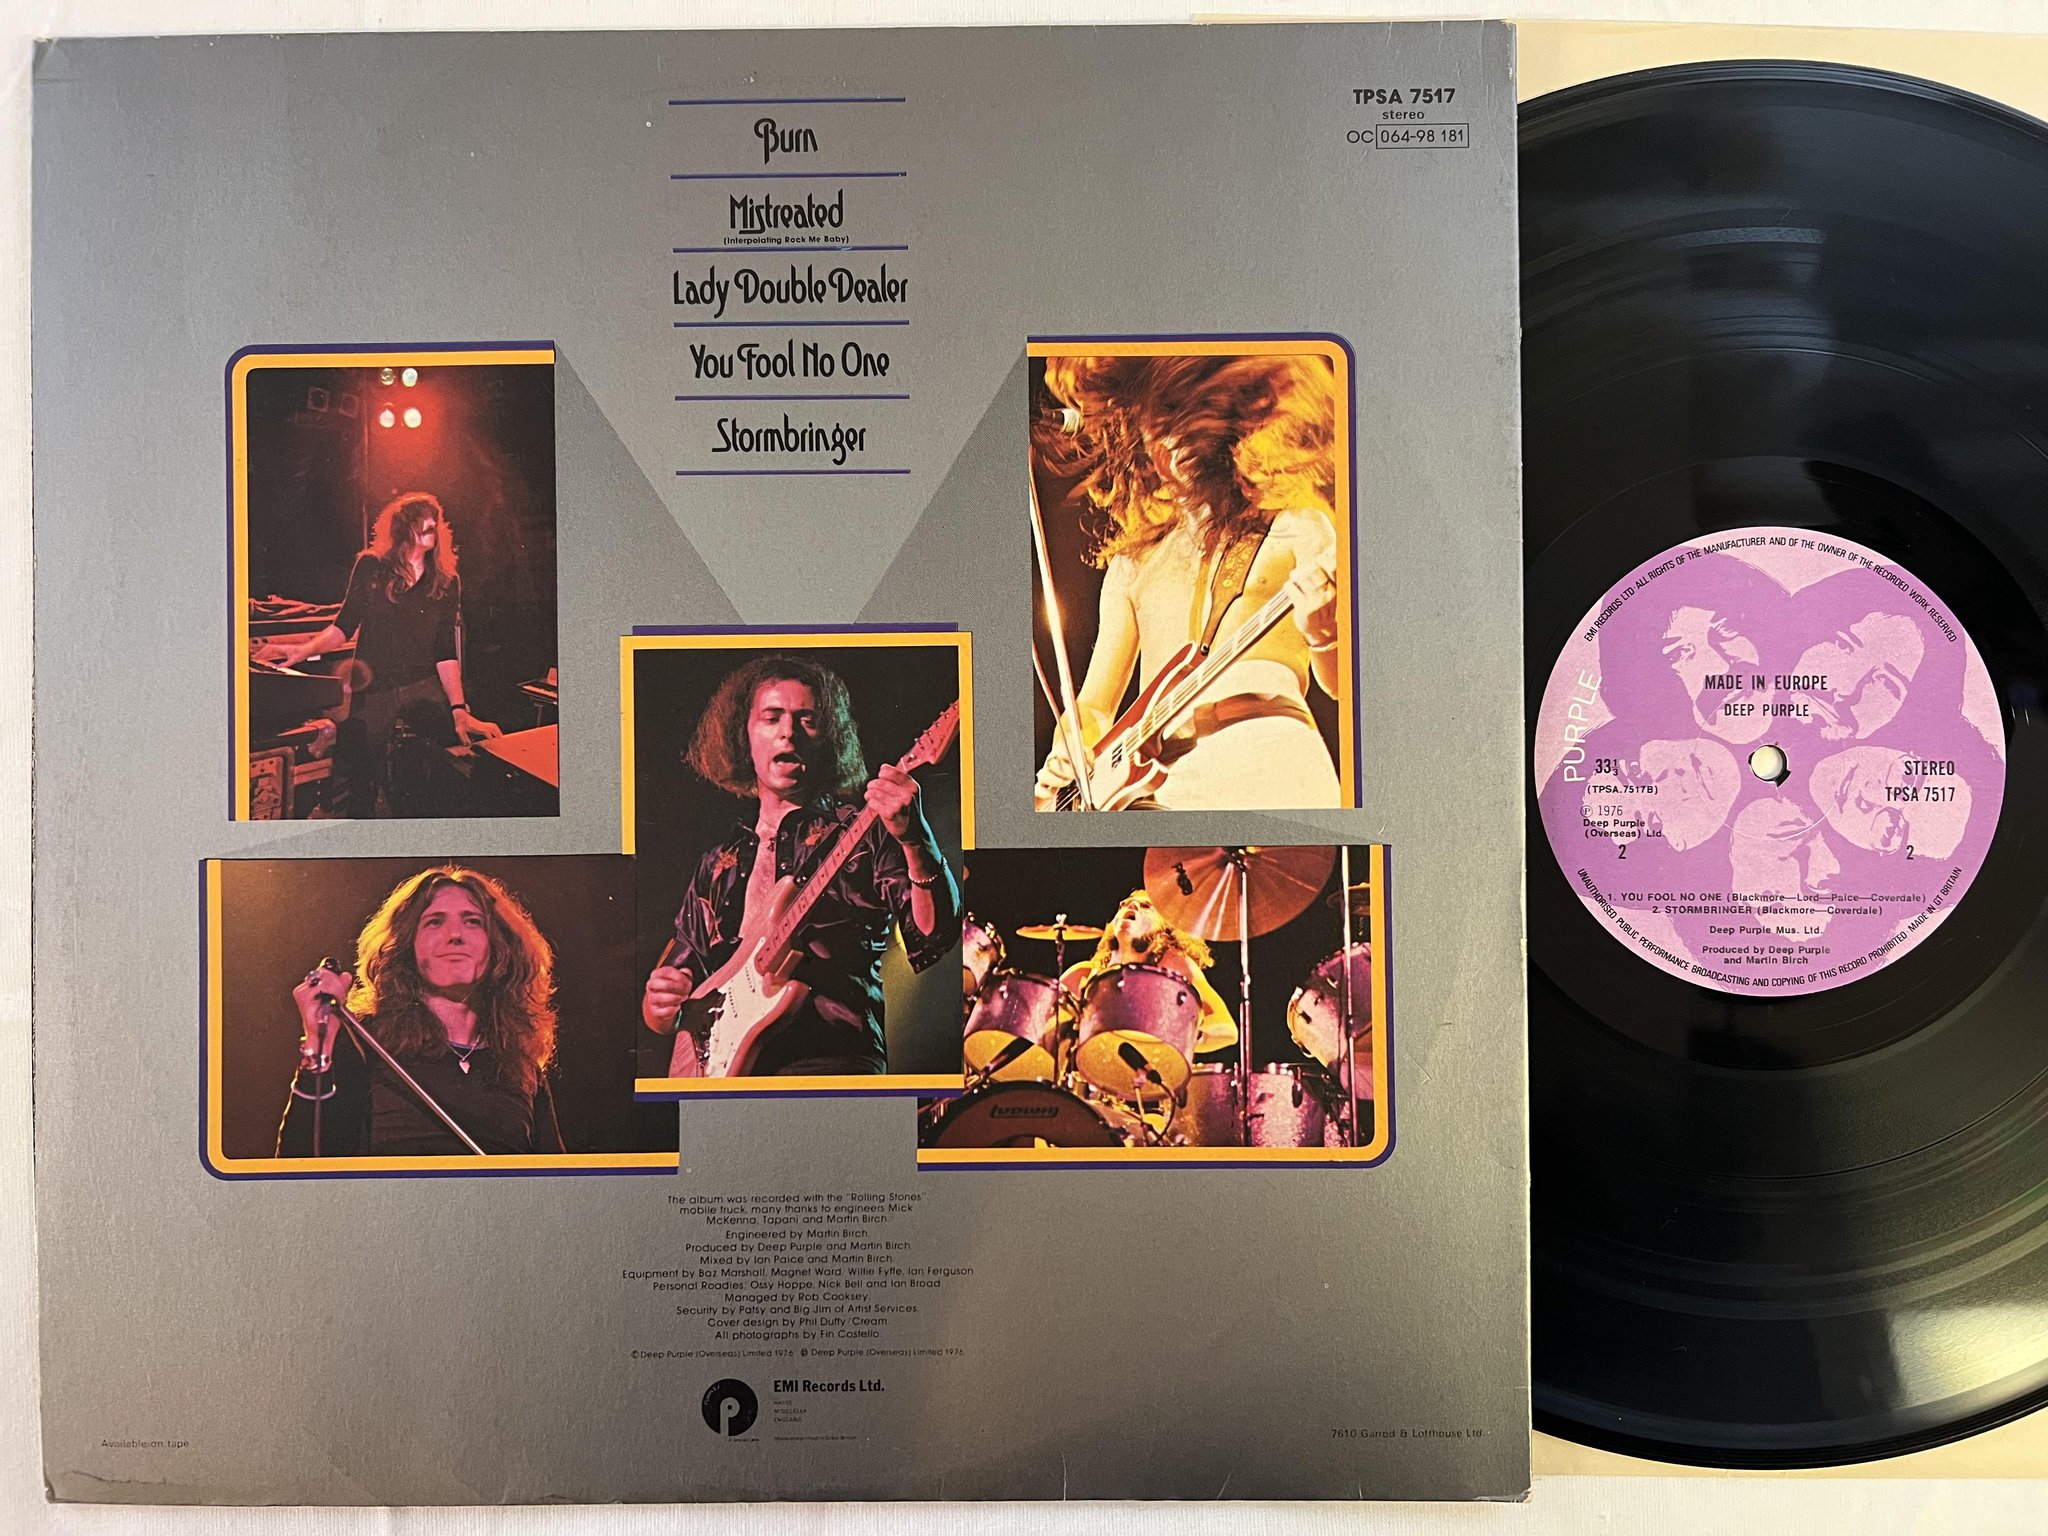 TPSA 7517
stereo
OC 064-98 181
Burn
Mistreated
(Interpolating Rock Me Baby)
Lady Double Dealer
You Fool No One
Stormbringer
Ludwig
The album was recorded with the "Rolling Stones"
mobile truck, many thanks to engineers Mick
McKenna, Tapani and Martin Birch.
Engineered by Martin Birch.
Produced by Deep Purple and Martin Birch.
Mixed by Ian Paice and Martin Birch.
Equipment by Baz Marshall, Magnet Ward, Willie Fyffe, Ian Ferguson.
Personal Roadies: Ossy Hoppe, Nick Bell and Ian Broad
Managed by Rob Cooksey.
Security by Patsy and Big Jim of Artist Services.
Cover design by Phil Duffy/Cream
All photographs by Fin Costello.
© Deep Purple (Overseas) Limited 1976 ℗ Deep Purple (Overseas) Limited 1976
EMI Records Ltd.
HAYES
MIDDLESEX
ENGLAND
Available on tape
7610 Garrod & Lofthouse Ltd.
EMI RECORDS LTD · ALL RIGHTS OF THE MANUFACTURER AND OF THE OWNER OF THE RECORDED WORK RESERVED
PURPLE
MADE IN EUROPE
DEEP PURPLE
33⅓
(TPSA.7517B)
℗ 1976
Deep Purple
(Overseas) Ltd.
2
STEREO
TPSA 7517
2
1. YOU FOOL NO ONE (Blackmore—Lord—Paice—Coverdale)
2. STORMBRINGER (Blackmore—Coverdale)
Deep Purple Mus. Ltd.
Produced by Deep Purple
and Martin Birch
UNAUTHORISED PUBLIC PERFORMANCE BROADCASTING AND COPYING OF THIS RECORD PROHIBITED · MADE IN GT BRITAIN